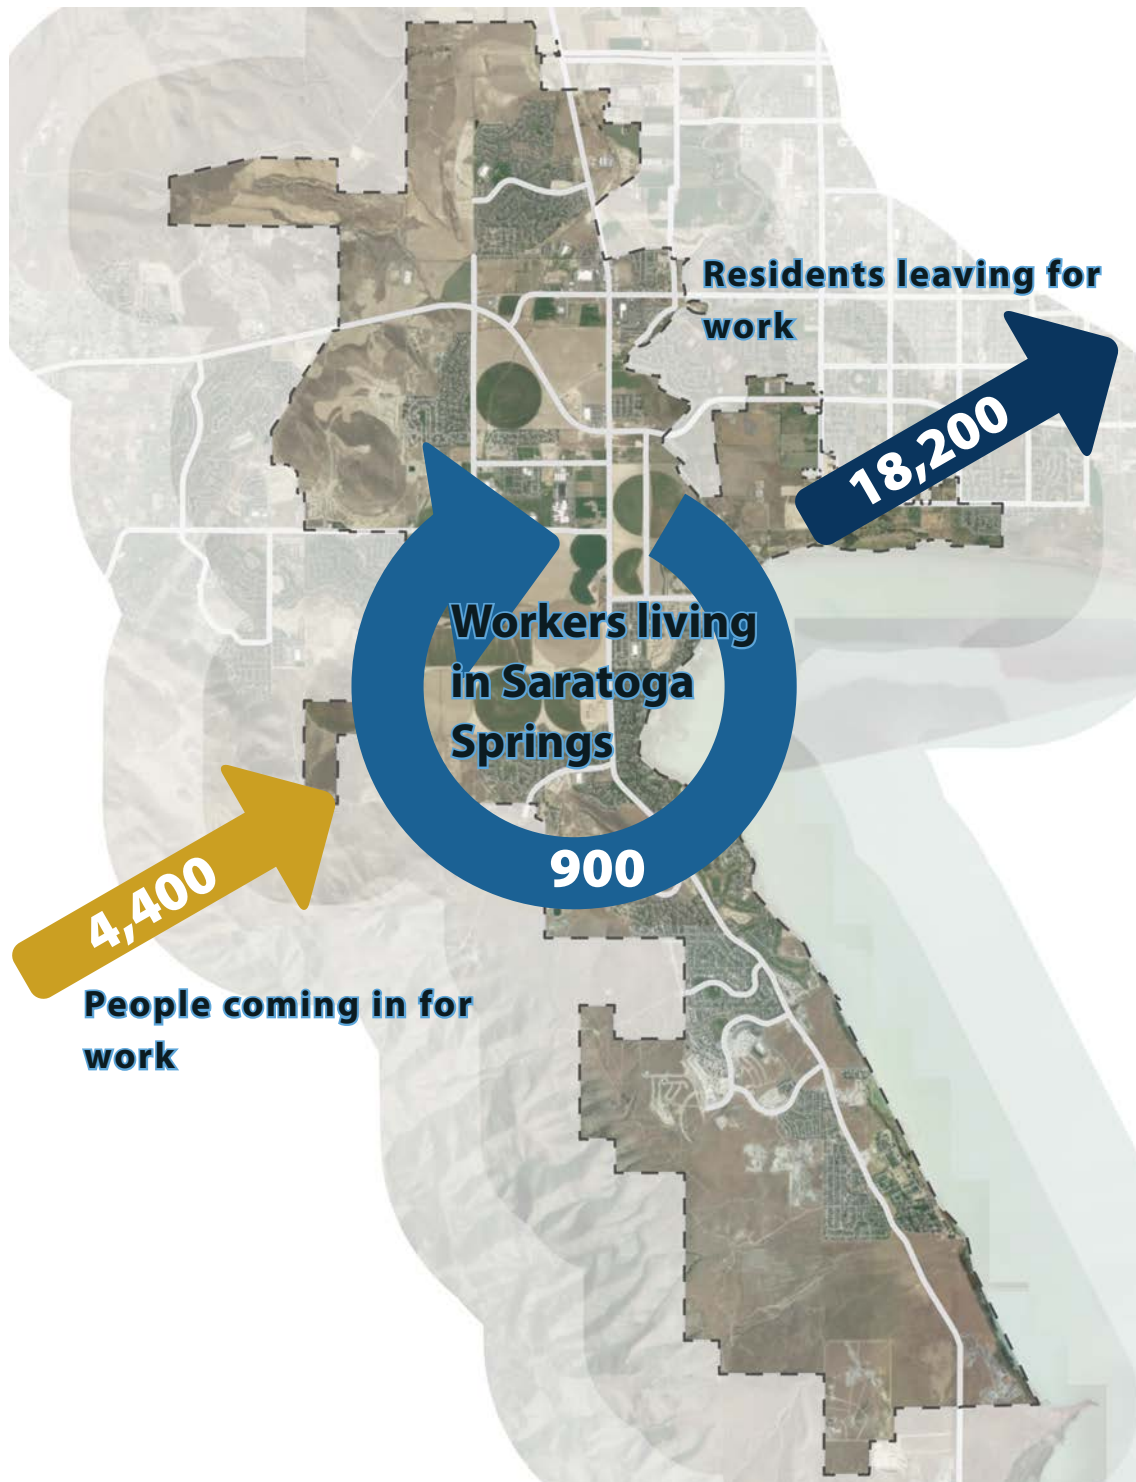 Residents leaving for
work
18,200
Workers living
in Saratoga
Springs
900
4,400
People coming in for
work